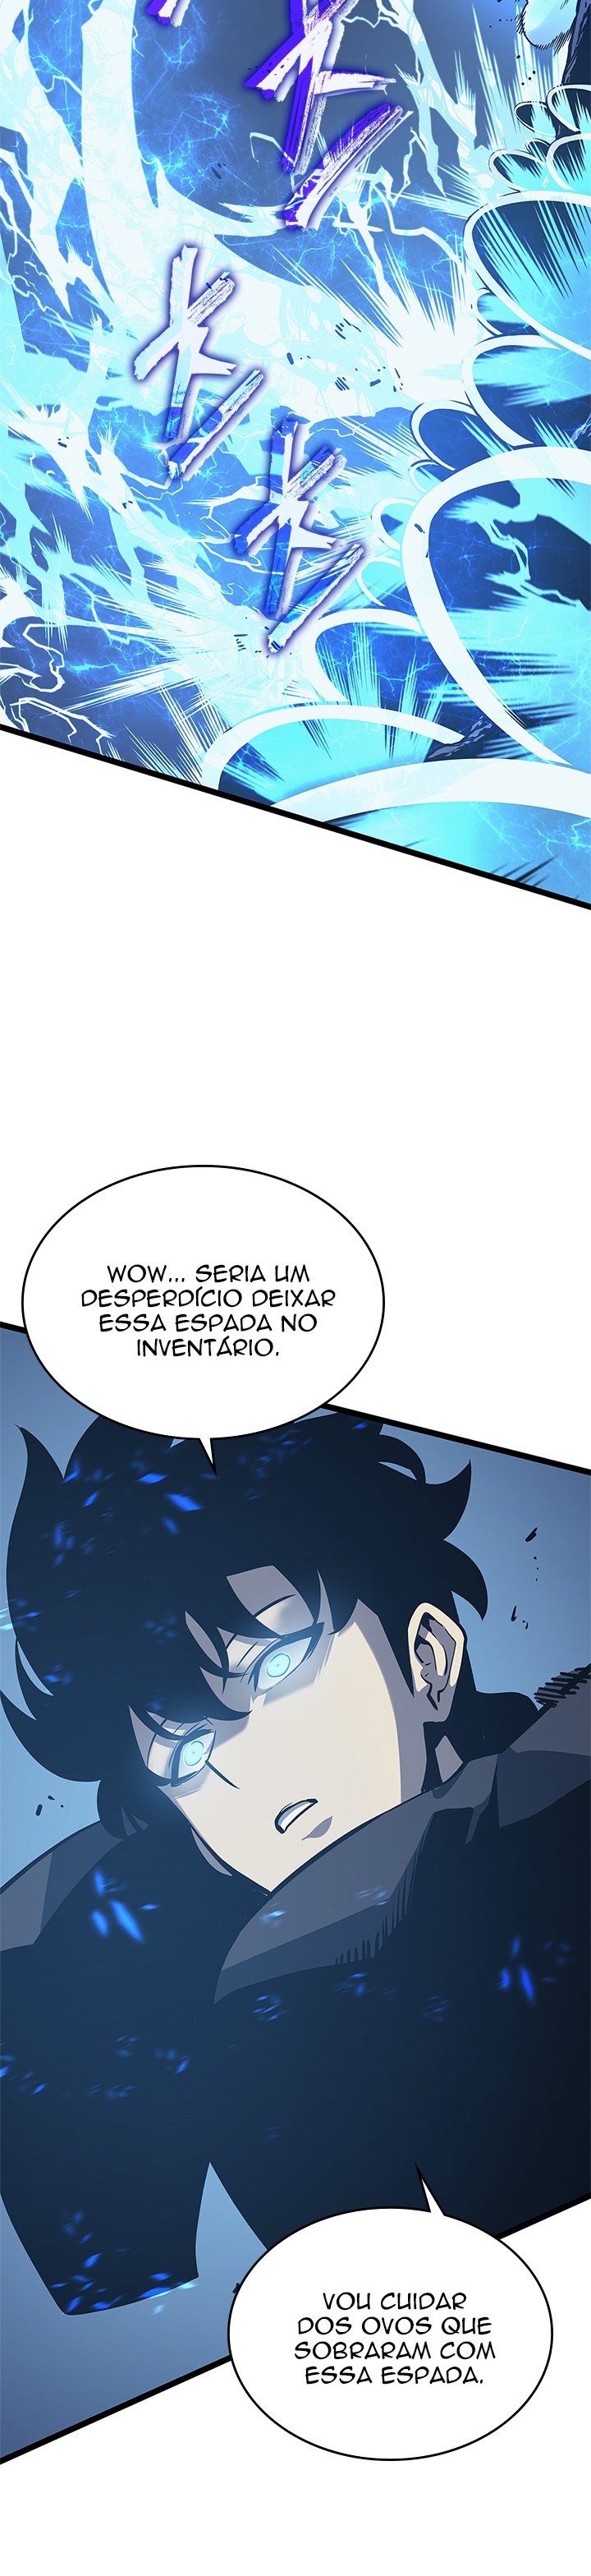 WOW... SERIA UM
DESPERDÍCIO DEIXAR
ESSA ESPADA NO
INVENTÁRIO.
VOU CUIDAR
DOS OVOS QUE
SOBRARAM COM
ESSA ESPADA.